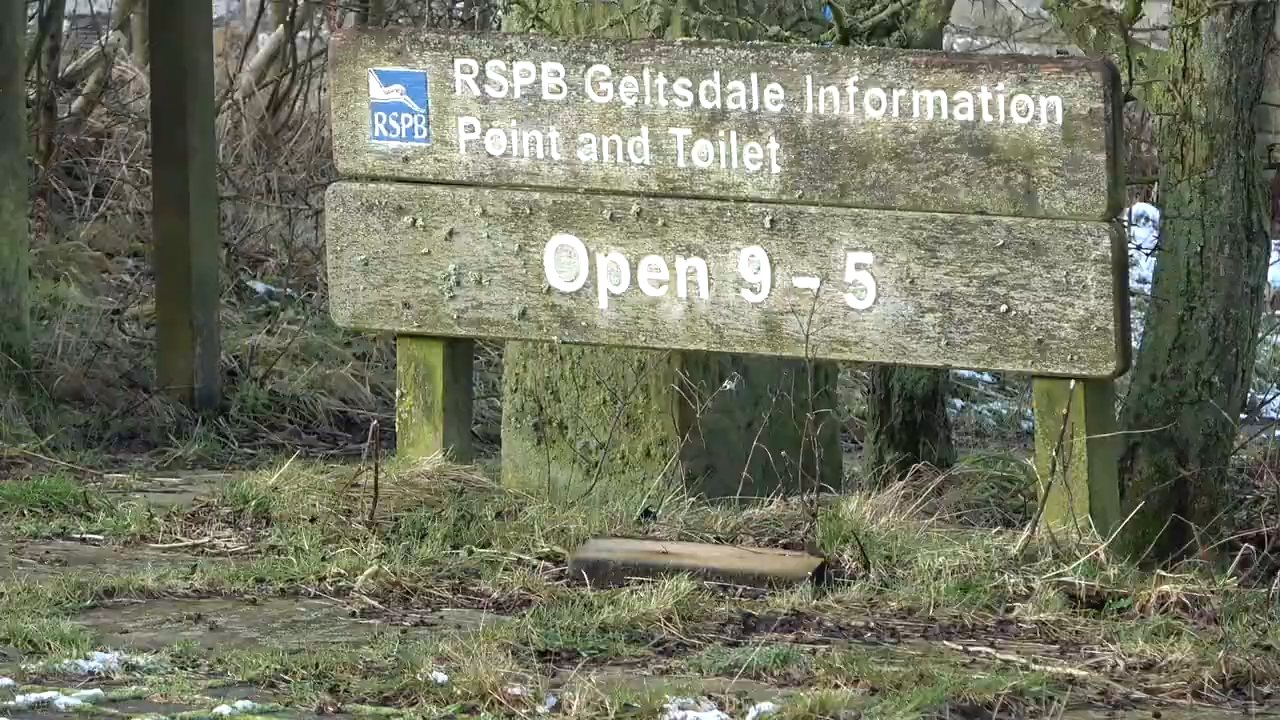 RSPB
RSPB Geltsdale Information
Point and Toilet
Open 9 - 5